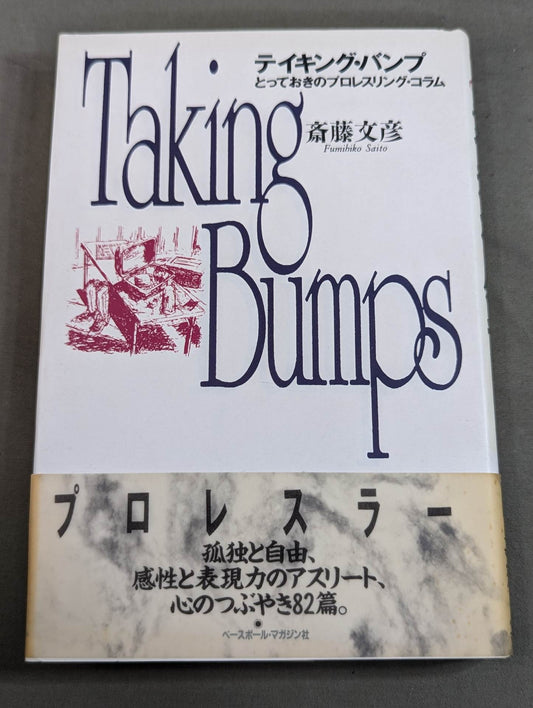 テイキング・バンプ
とっておきのプロレスリング・コラム
斎藤文彦
Fumihiko Saito
Taking
Bumps
プロレスラー
孤独と自由、
感性と表現力のアスリート、
心のつぶやき82篇。
ベースボール・マガジン社